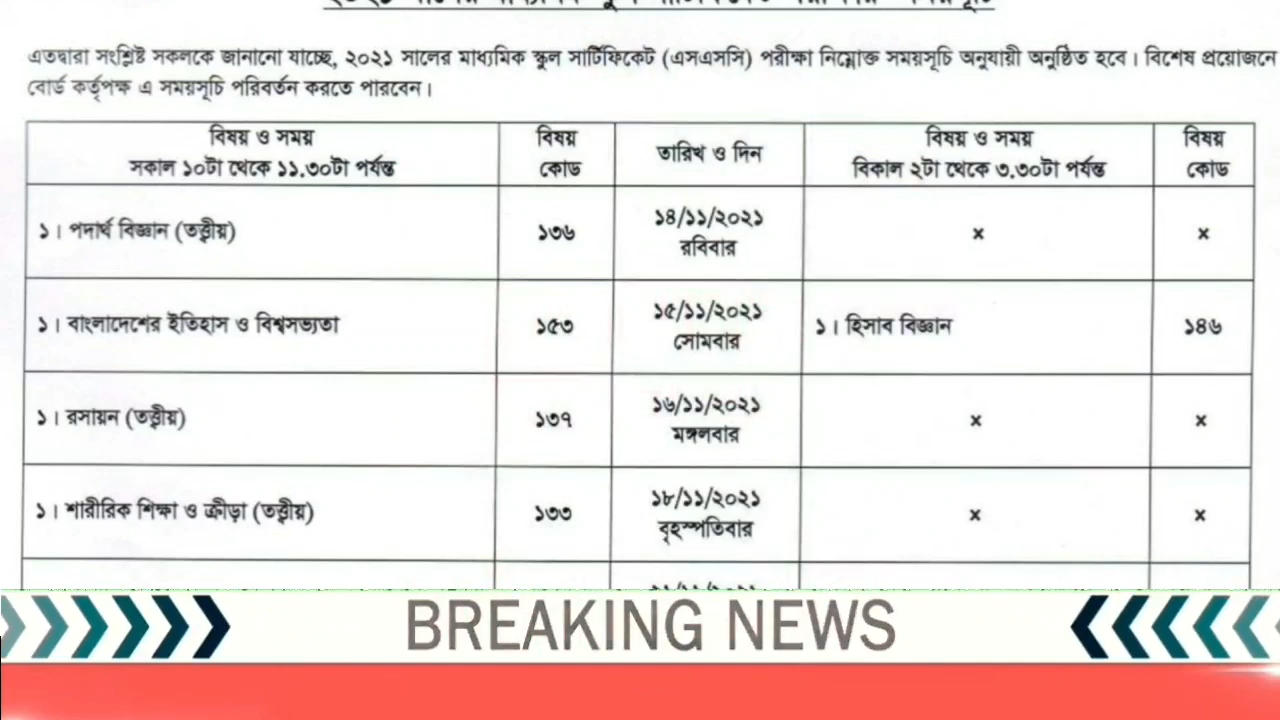 এতদ্বারা সংশ্লিষ্ট সকলকে জানানো যাচ্ছে, ২০২১ সালের মাধ্যমিক স্কুল সার্টিফিকেট (এসএসসি) পরীক্ষা নিম্নোক্ত সময়সূচি অনুযায়ী অনুষ্ঠিত হবে। বিশেষ প্রয়োজনে
বোর্ড কর্তৃপক্ষ এ সময়সূচি পরিবর্তন করতে পারবেন।
বিষয় ও সময় বিষয় তারিখ ও দিন বিষয় ও সময় বিষয়
সকাল ১০টা থেকে ১১.৩০টা পর্যন্ত কোড বিকাল ২টা থেকে ৩.৩০টা পর্যন্ত কোড
১। পদার্থ বিজ্ঞান (তত্ত্বীয়) ১৩৬ ১৪/১১/২০২১ x x
রবিবার
১। বাংলাদেশের ইতিহাস ও বিশ্বসভ্যতা ১৫৩ ১৫/১১/২০২১ ১। হিসাব বিজ্ঞান ১৪৬
সোমবার
১। রসায়ন (তত্ত্বীয়) ১৩৭ ১৬/১১/২০২১ x x
মঙ্গলবার
১। শারীরিক শিক্ষা ও ক্রীড়া (তত্ত্বীয়) ১৩৩ ১৮/১১/২০২১ x x
বৃহস্পতিবার
BREAKING NEWS